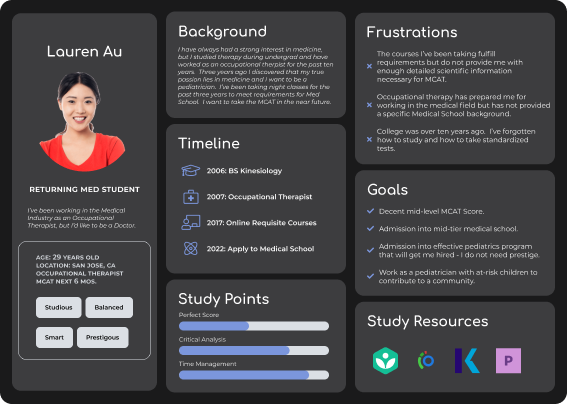 Lauren Au
RETURNING MED STUDENT
I've been working in the Medical
Industry as an Occupational
Therapist, but I'd like to be a Doctor.
AGE: 29 YEARS OLD
LOCATION: SAN JOSE, CA
OCCUPATIONAL THERAPIST
MCAT NEXT 6 MOS.
Studious
Balanced
Smart
Prestigous
Background
I have always had a strong interest in medicine,
but I studied therapy during undergrad and have
worked as an occupational therpist for the past ten
years. Three years ago I discovered that my true
passion lies in medicine and I want to be a
pediatrician. I've been taking night classes for the
past three years to meet requirements for Med
School. I want to take the MCAT in the near future.
Timeline
2006: BS Kinesiology
2007: Occupational Therapist
2017: Online Requisite Courses
2022: Apply to Medical School
Study Points
Perfect Score
Critical Analysis
Time Management
Frustrations
The courses I've been taking fulfill
requirements but do not provide me with
enough detailed scientific information
necessary for MCAT.
Occupational therapy has prepared me for
working in the medical field but has not provided
a specific Medical School background.
College was over ten years ago. I've forgotten
how to study and how to take standardized
tests.
Goals
Decent mid-level MCAT Score.
Admission into mid-tier medical school.
Admission into effective pediatrics program
that will get me hired - I do not need prestige.
Work as a pediatrician with at-risk children to
contribute to a community.
Study Resources
K
P